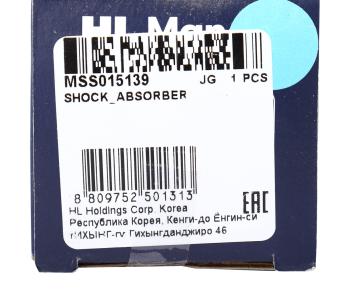 HL Man
MSS015139 JG 1 PCS
SHOCK_ABSORBER
8 809752 501313
EAC
HL Holdings Corp. Korea
Республика Корея, Кенги-до Ёнгин-си
Гихынгданджиро 46